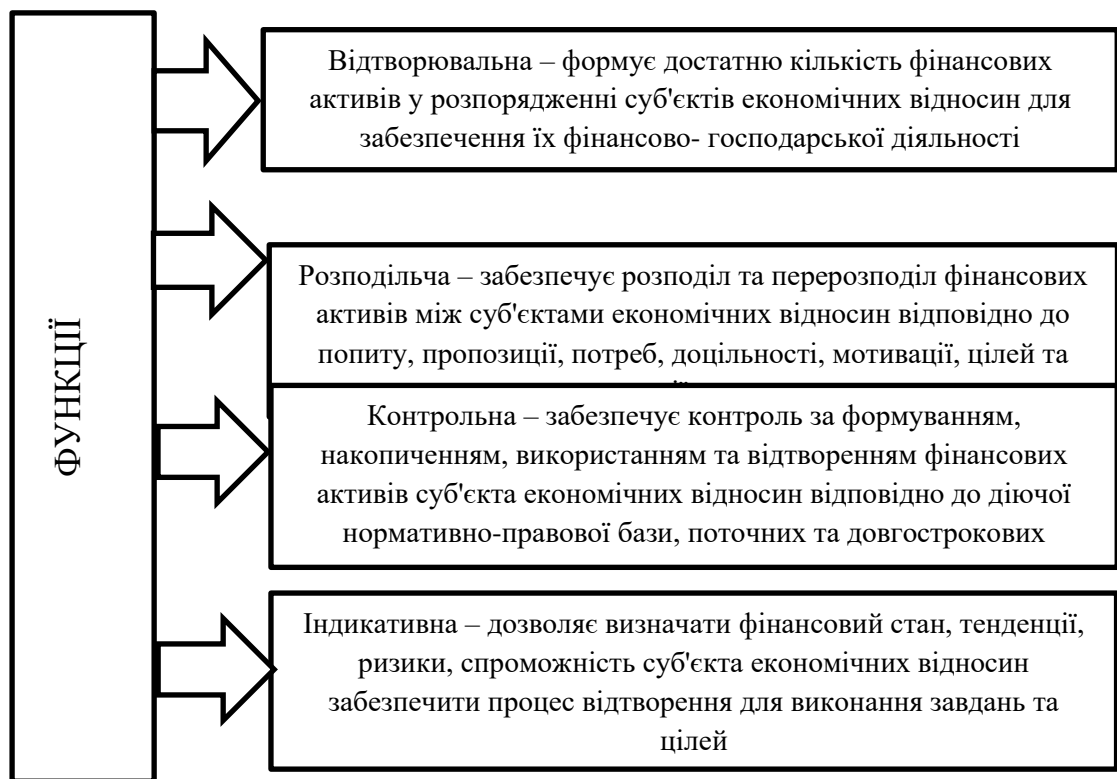 ФУНКЦІЇ
Відтворювальна – формує достатню кількість фінансових
активів у розпорядженні суб'єктів економічних відносин для
забезпечення їх фінансово- господарської діяльності
Розподільча – забезпечує розподіл та перерозподіл фінансових
активів між суб'єктами економічних відносин відповідно до
попиту, пропозиції, потреб, доцільності, мотивації, цілей та
Контрольна – забезпечує контроль за формуванням,
накопиченням, використанням та відтворенням фінансових
активів суб'єкта економічних відносин відповідно до діючої
нормативно-правової бази, поточних та довгострокових
Індикативна – дозволяє визначати фінансовий стан, тенденції,
ризики, спроможність суб'єкта економічних відносин
забезпечити процес відтворення для виконання завдань та
цілей